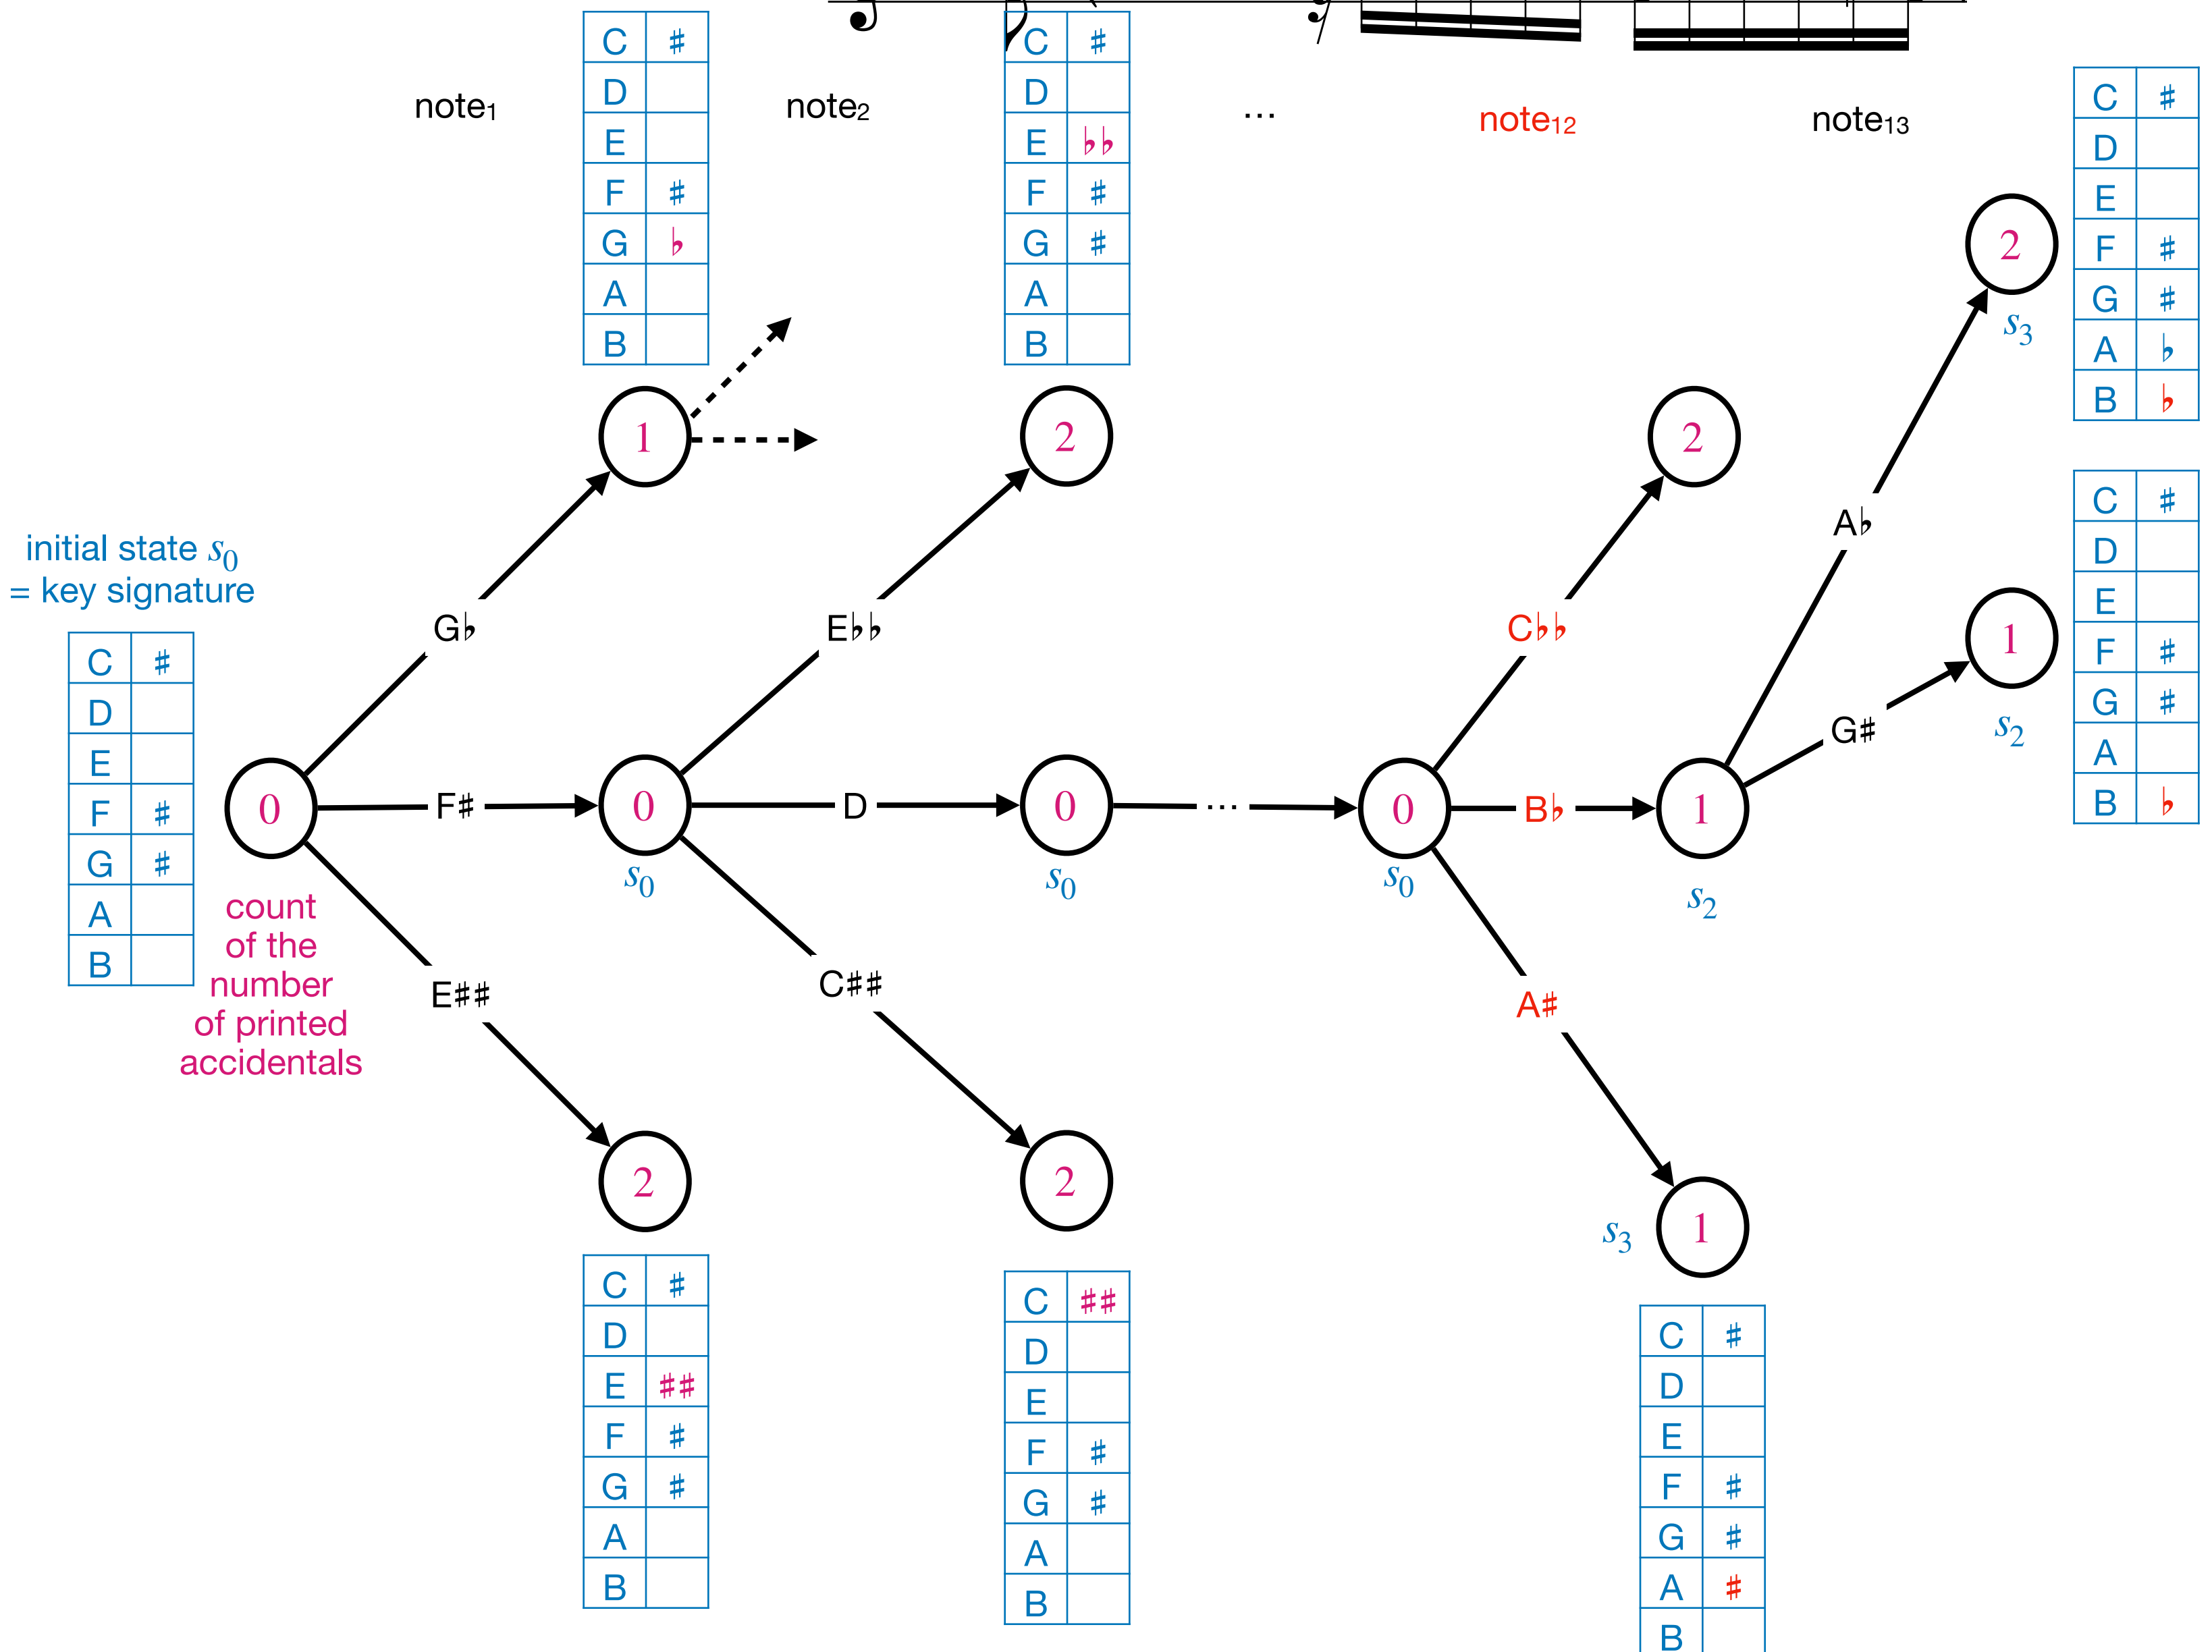 note₁
note₂
...
note₁₂
note₁₃
C ♯
D
E
F ♯
G ♭
A
B
C ♯
D
E ♭♭
F ♯
G ♯
A
B
C ♯
D
E
F ♯
G ♯
A ♭
B ♭
initial state s₀
= key signature
C ♯
D
E
F ♯
G ♯
A
B
count
of the
number
of printed
accidentals
0
G♭
1
F♯
0
s₀
E♯♯
2
E♭♭
2
D
0
s₀
C♯♯
2
...
0
s₀
C♭♭
2
B♭
1
s₂
A♯
1
s₃
A♭
2
s₃
G♯
1
s₂
C ♯
D
E
F ♯
G ♯
A
B ♭
C ♯
D
E ♯♯
F ♯
G ♯
A
B
C ♯♯
D
E
F ♯
G ♯
A
B
C ♯
D
E
F ♯
G ♯
A ♯
B